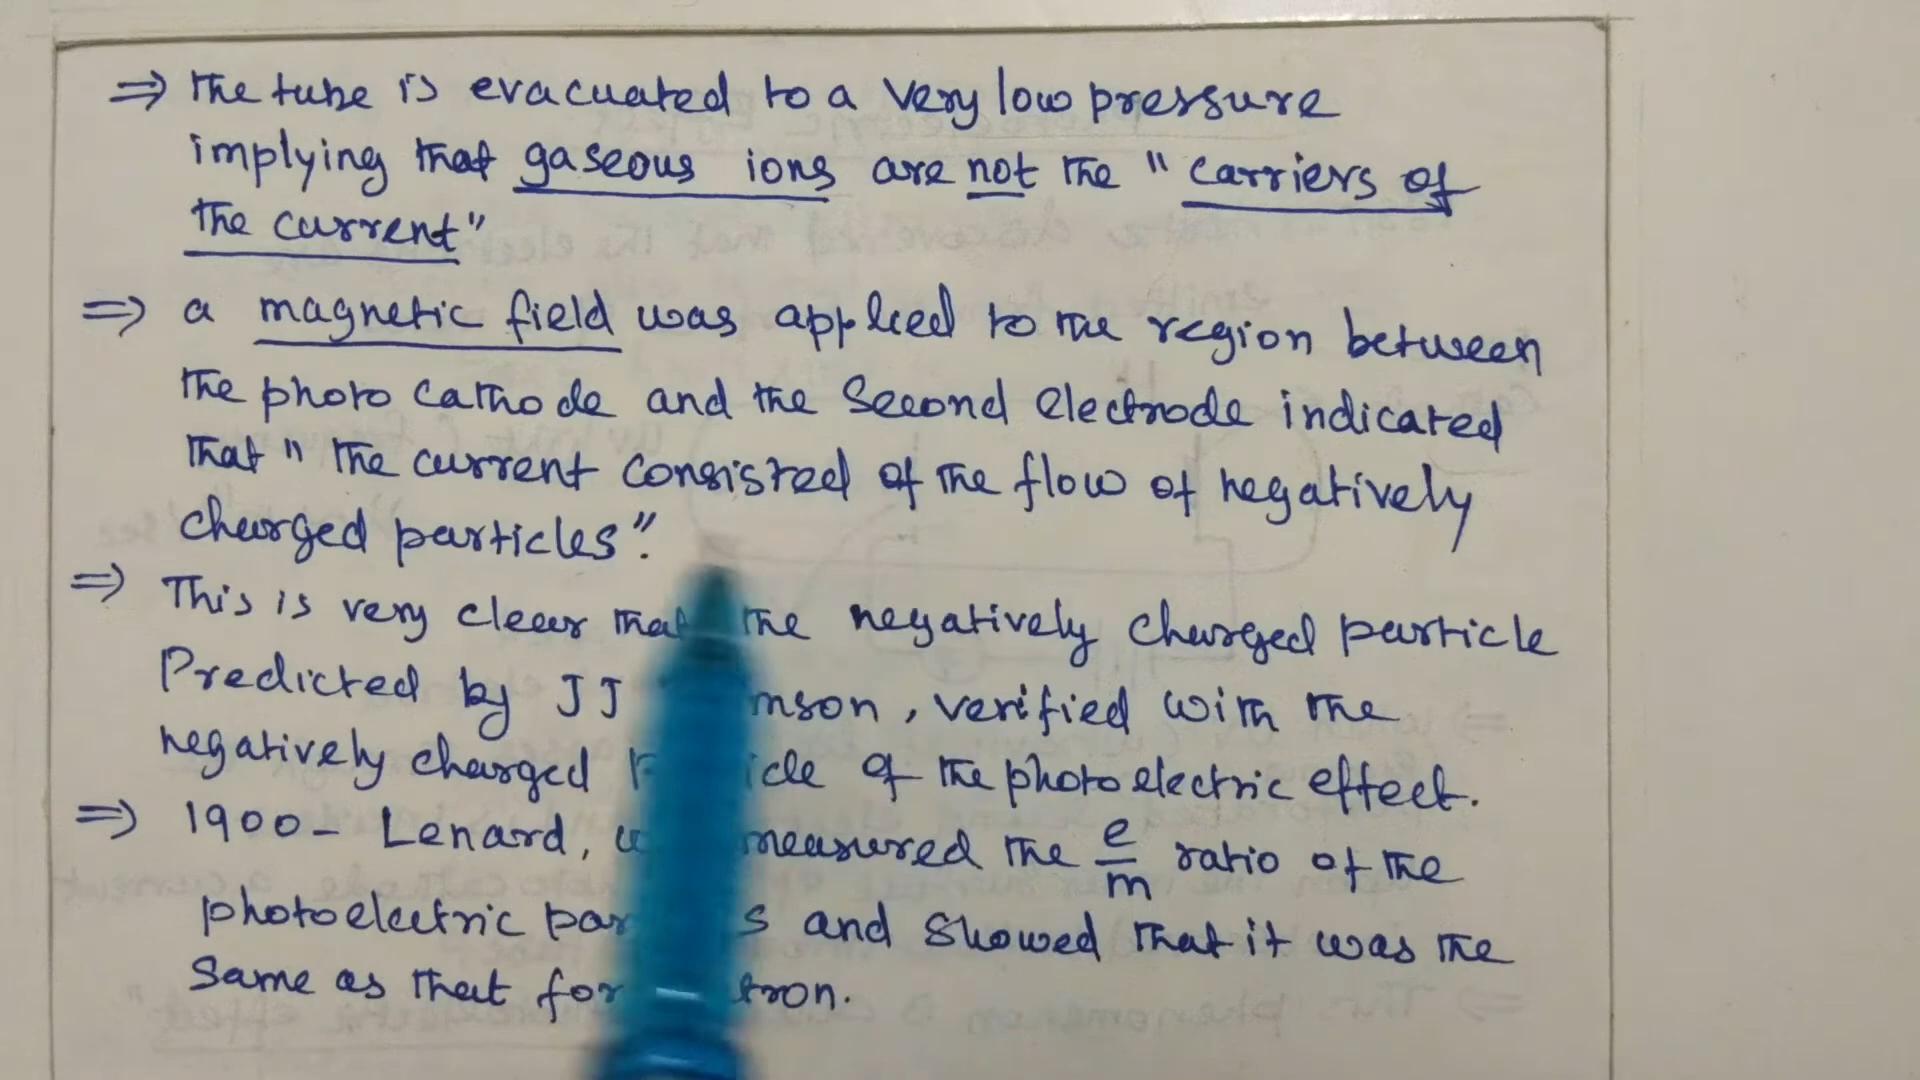 ⇒ The tube is evacuated to a very low pressure
implying that gaseous ions are not the "carriers of
the current"
⇒ a magnetic field was applied to the region between
the photo cathode and the second electrode indicated
that "the current consisted of the flow of negatively
charged particles".
⇒ This is very clear that the negatively charged particle
Predicted by JJ mson, verified with the
negatively charged of the photoelectric effect.
⇒ 1900- Lenard, measured the e/m ratio of the
photoelectric and showed that it was the
same as that for